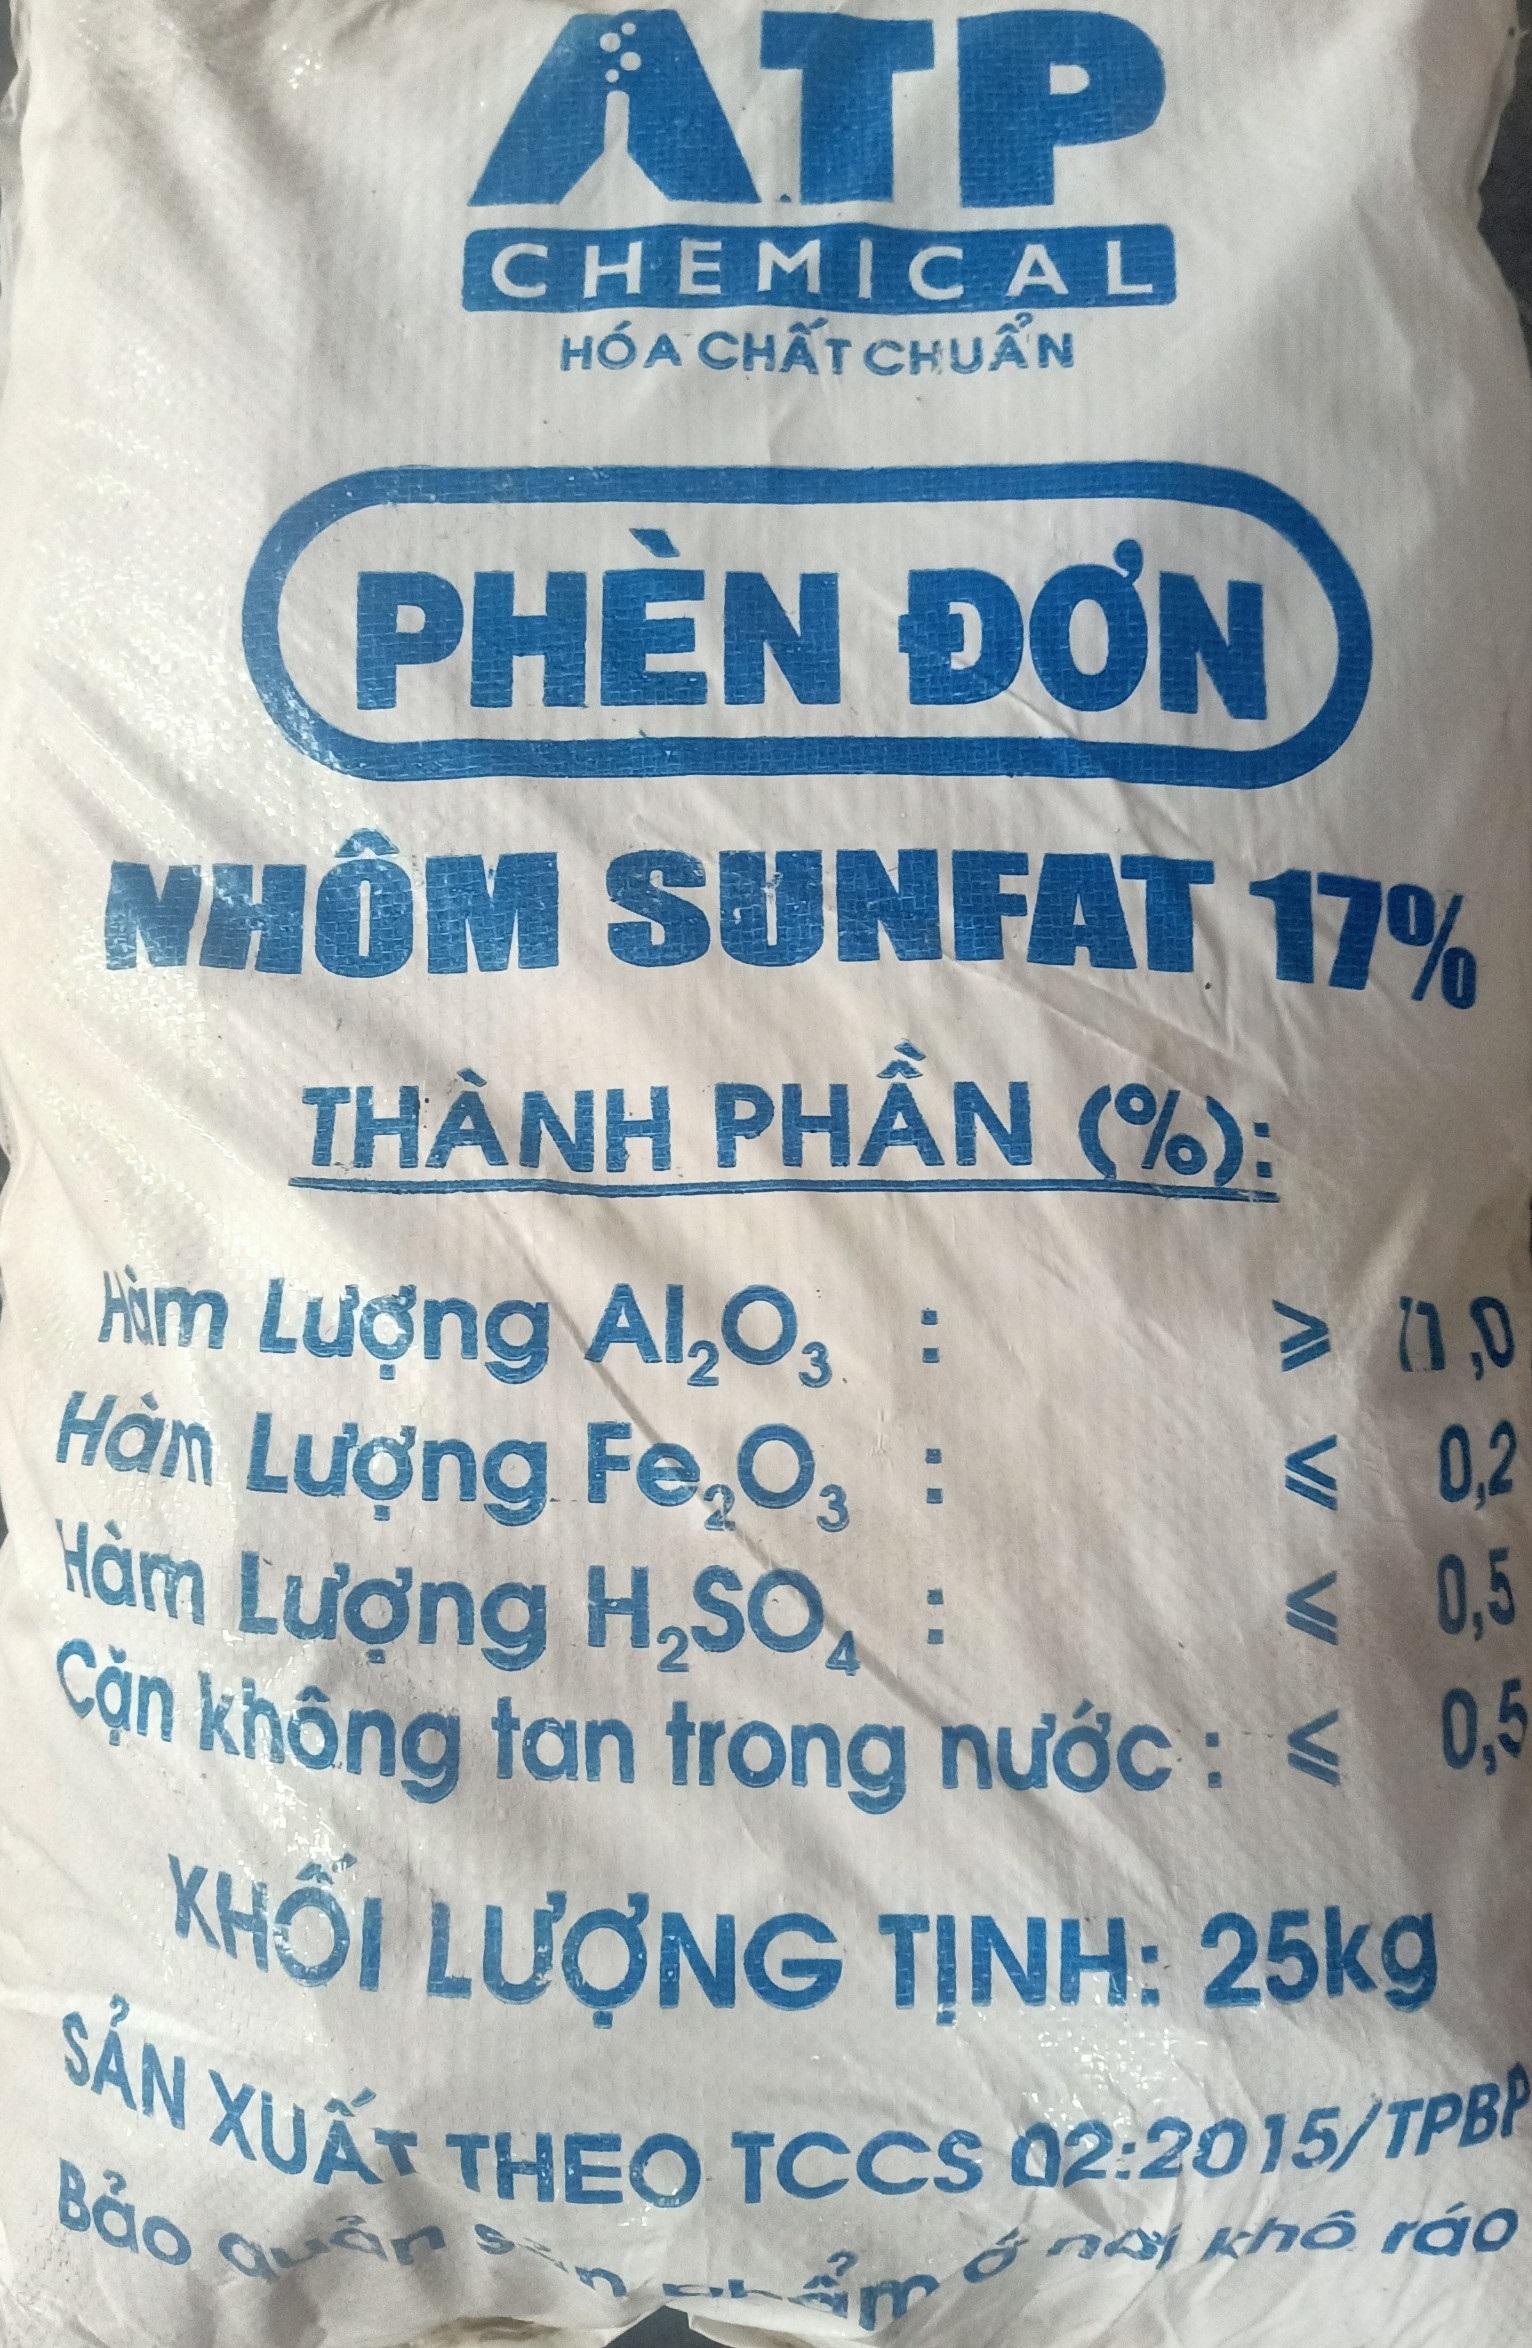 ATP
CHEMICAL
HÓA CHẤT CHUẨN
PHÈN ĐƠN
NHÔM SUNFAT 17%
THÀNH PHẦN (%):
Hàm Lượng Al₂O₃ : ⩾ ,0
Hàm Lượng Fe₂O₃ : ⩽ 0,2
Hàm Lượng H₂SO₄ : ⩽ 0,5
Cặn không tan trong nước : ⩽ 0,5
KHỐI LƯỢNG TỊNH: 25kg
SẢN XUẤT THEO TCCS 02:2015/TPBP
Bảo quản sản phẩm ở nơi khô ráo